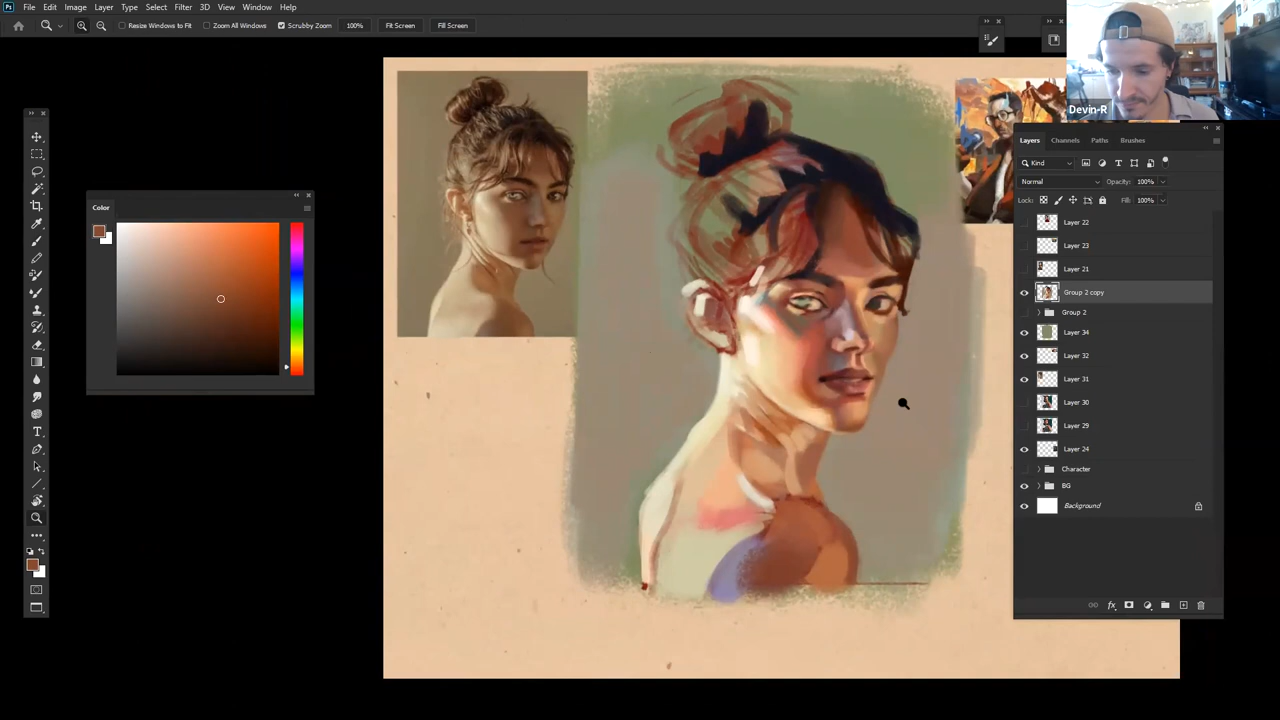 File Edit Image Layer Type Select Filter 3D View Window Help
Resize Windows to Fit Zoom All Windows Scrubby Zoom 100% Fit Screen Fill Screen
Devin-R
Color
Layers Channels Paths Brushes
Kind
Normal Opacity: 100%
Lock: Fill: 100%
Layer 22
Layer 23
Layer 21
Group 2 copy
Group 2
Layer 34
Layer 32
Layer 31
Layer 30
Layer 29
Layer 24
Character
BG
Background
fx